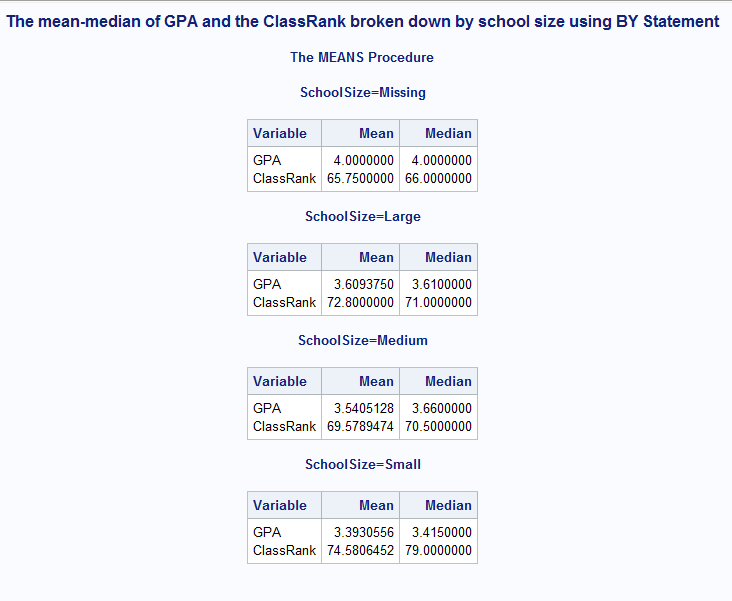 The mean-median of GPA and the ClassRank broken down by school size using BY Statement
The MEANS Procedure
SchoolSize=Missing
Variable Mean Median
GPA 4.0000000 4.0000000
ClassRank 65.7500000 66.0000000
SchoolSize=Large
Variable Mean Median
GPA 3.6093750 3.6100000
ClassRank 72.8000000 71.0000000
SchoolSize=Medium
Variable Mean Median
GPA 3.5405128 3.6600000
ClassRank 69.5789474 70.5000000
SchoolSize=Small
Variable Mean Median
GPA 3.3930556 3.4150000
ClassRank 74.5806452 79.0000000